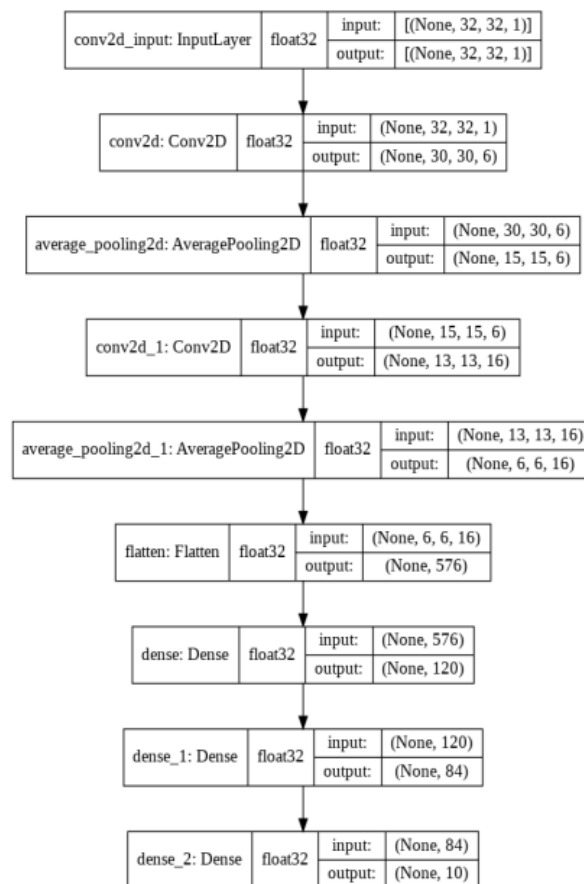 conv2d_input: InputLayer float32 input: [(None, 32, 32, 1)]
output: [(None, 32, 32, 1)]
conv2d: Conv2D float32 input: (None, 32, 32, 1)
output: (None, 30, 30, 6)
average_pooling2d: AveragePooling2D float32 input: (None, 30, 30, 6)
output: (None, 15, 15, 6)
conv2d_1: Conv2D float32 input: (None, 15, 15, 6)
output: (None, 13, 13, 16)
average_pooling2d_1: AveragePooling2D float32 input: (None, 13, 13, 16)
output: (None, 6, 6, 16)
flatten: Flatten float32 input: (None, 6, 6, 16)
output: (None, 576)
dense: Dense float32 input: (None, 576)
output: (None, 120)
dense_1: Dense float32 input: (None, 120)
output: (None, 84)
dense_2: Dense float32 input: (None, 84)
output: (None, 10)